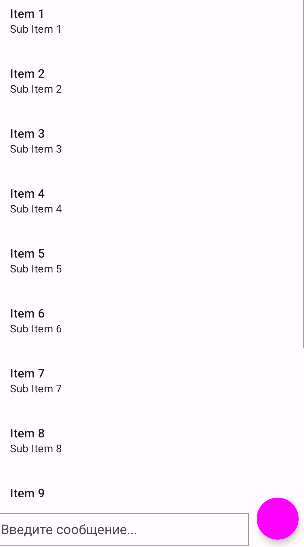 Item 1
Sub Item 1
Item 2
Sub Item 2
Item 3
Sub Item 3
Item 4
Sub Item 4
Item 5
Sub Item 5
Item 6
Sub Item 6
Item 7
Sub Item 7
Item 8
Sub Item 8
Item 9
Введите сообщение...